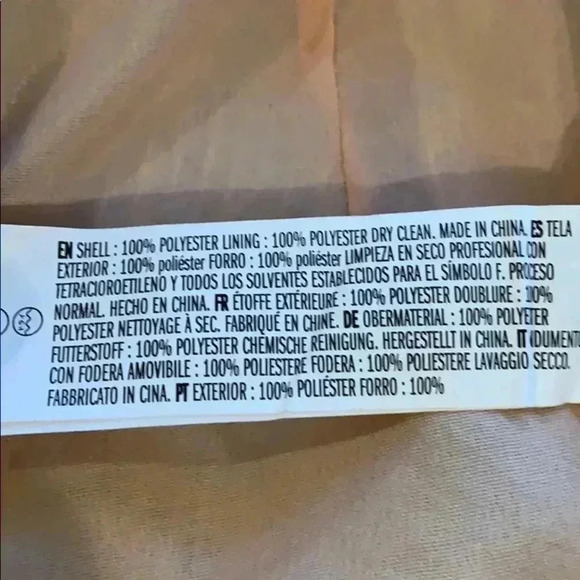 EN SHELL : 100% POLYESTER LINING : 100% POLYESTER DRY CLEAN. MADE IN CHINA. ES TELA
EXTERIOR : 100% poliéster FORRO : 100% poliéster LIMPIEZA EN SECO PROFESIONAL CON
TETRACIOROETILENO Y TODOS LOS SOLVENTES ESTABLECIDOS PARA EL SÍMBOLO F. PROCESO
NORMAL. HECHO EN CHINA. FR ÉTOFFE EXTÉRIEURE : 100% POLYESTER DOUBLURE : 100%
POLYESTER NETTOYAGE À SEC. FABRIQUÉ EN CHINE. DE OBERMATERIAL : 100% POLYETER
FUTTERSTOFF : 100% POLYESTER CHEMISCHE REINIGUNG. HERGESTELLT IN CHINA. IT (IDUMENTO
CON FODERA AMOVIBILE : 100% POLIESTERE FODERA : 100% POLIESTERE LAVAGGIO SECCO.
FABBRICATO IN CINA. PT EXTERIOR : 100% POLIÉSTER FORRO : 100%